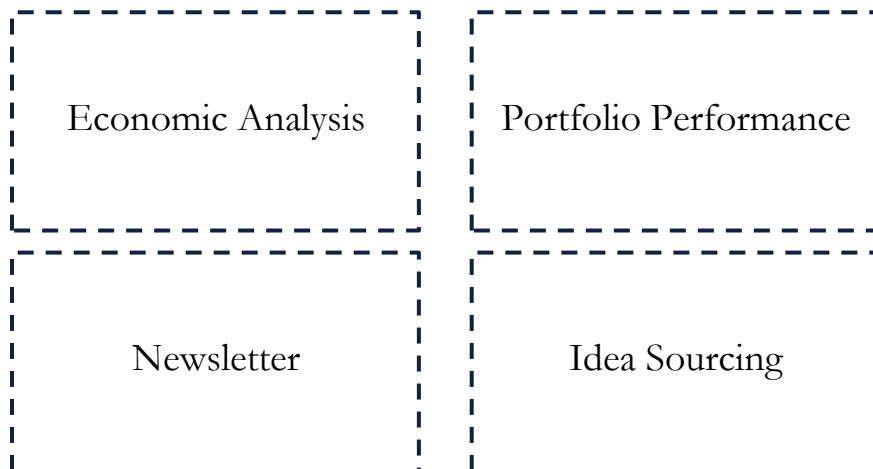 Economic Analysis
Portfolio Performance
Newsletter
Idea Sourcing